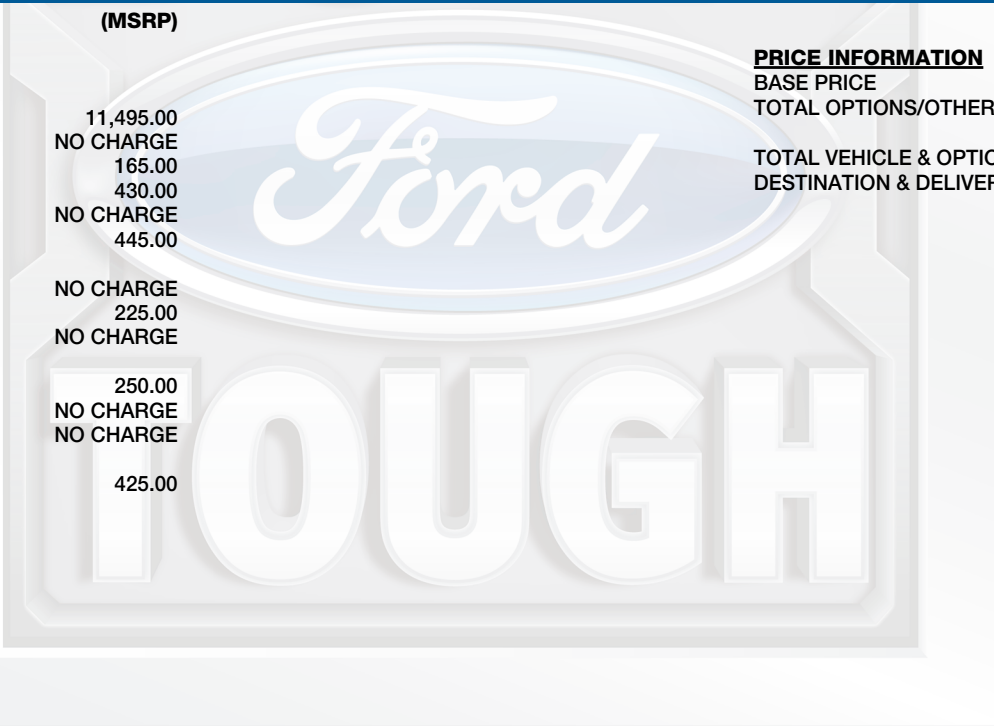 (MSRP)
11,495.00
NO CHARGE
165.00
430.00
NO CHARGE
445.00
NO CHARGE
225.00
NO CHARGE
250.00
NO CHARGE
NO CHARGE
425.00
PRICE INFORMATION
BASE PRICE
TOTAL OPTIONS/OTHER
TOTAL VEHICLE & OPTIO
DESTINATION & DELIVER
Ford
TOUGH